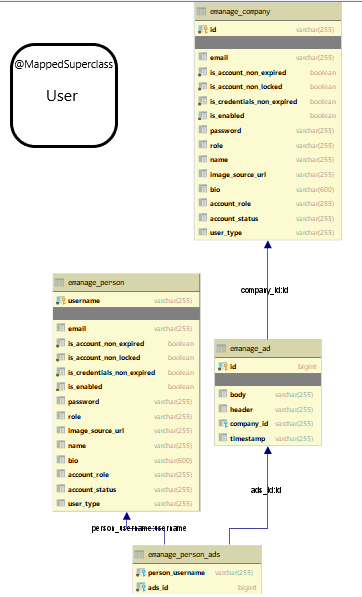 @MappedSuperclass
User
emanage_company
id varchar(255)
email varchar(255)
is_account_non_expired boolean
is_account_non_locked boolean
is_credentials_non_expired boolean
is_enabled boolean
password varchar(255)
role varchar(255)
name varchar(255)
image_source_url varchar(255)
bio varchar(600)
account_role varchar(255)
account_status varchar(255)
user_type varchar(255)
company_id:id
emanage_person
username varchar(255)
email varchar(255)
is_account_non_expired boolean
is_account_non_locked boolean
is_credentials_non_expired boolean
is_enabled boolean
password varchar(255)
role varchar(255)
image_source_url varchar(255)
name varchar(255)
bio varchar(600)
account_role varchar(255)
account_status varchar(255)
user_type varchar(255)
emanage_ad
id bigint
body varchar(255)
header varchar(255)
company_id varchar(255)
timestamp varchar(255)
ads_id:id
person_username:username
emanage_person_ads
person_username varchar(255)
ads_id bigint